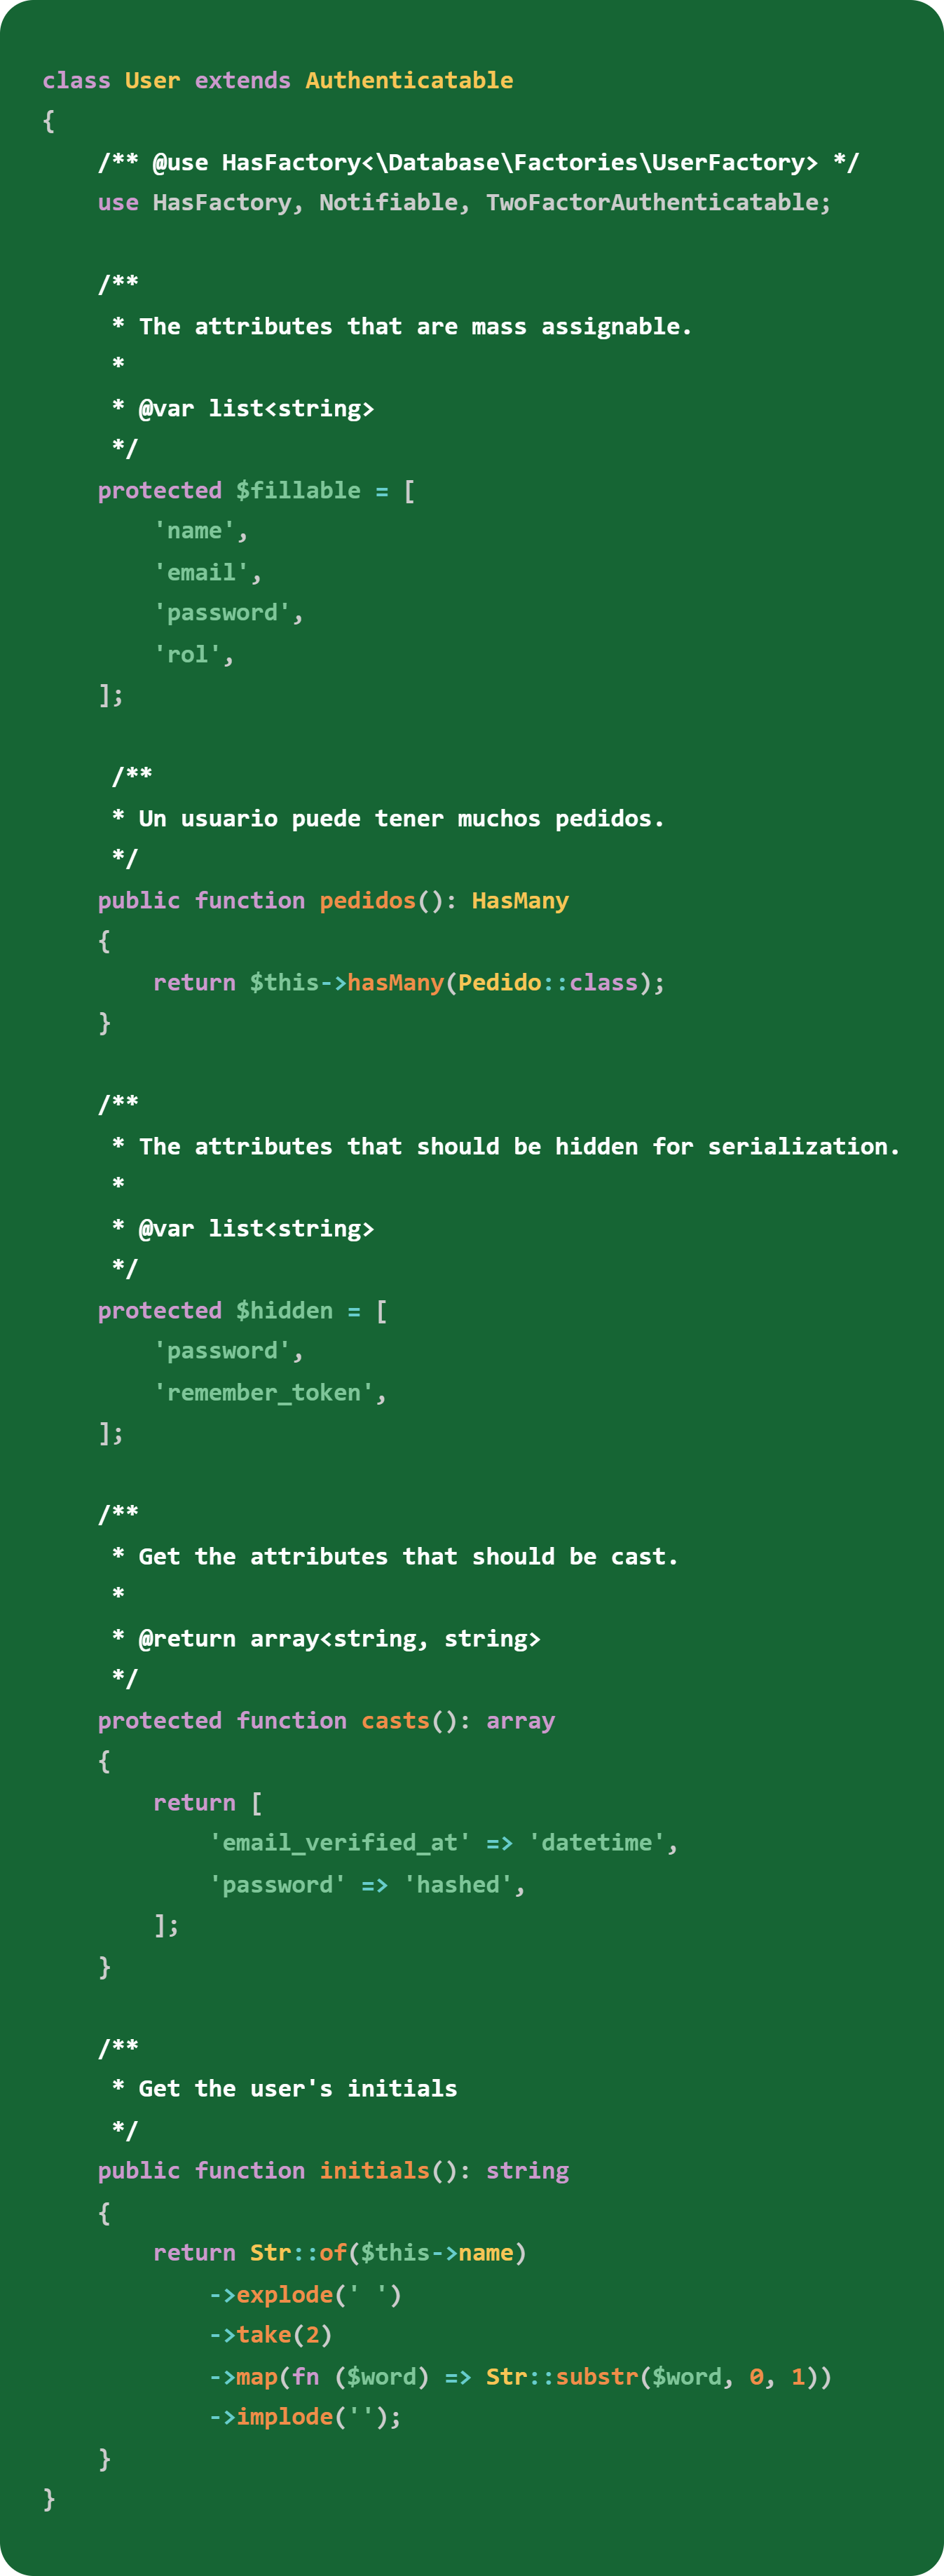 class User extends Authenticatable
{
    /** @use HasFactory<\Database\Factories\UserFactory> */
    use HasFactory, Notifiable, TwoFactorAuthenticatable;

    /**
     * The attributes that are mass assignable.
     *
     * @var list<string>
     */
    protected $fillable = [
        'name',
        'email',
        'password',
        'rol',
    ];

     /**
     * Un usuario puede tener muchos pedidos.
     */
    public function pedidos(): HasMany
    {
        return $this->hasMany(Pedido::class);
    }

    /**
     * The attributes that should be hidden for serialization.
     *
     * @var list<string>
     */
    protected $hidden = [
        'password',
        'remember_token',
    ];

    /**
     * Get the attributes that should be cast.
     *
     * @return array<string, string>
     */
    protected function casts(): array
    {
        return [
            'email_verified_at' => 'datetime',
            'password' => 'hashed',
        ];
    }

    /**
     * Get the user's initials
     */
    public function initials(): string
    {
        return Str::of($this->name)
            ->explode(' ')
            ->take(2)
            ->map(fn ($word) => Str::substr($word, 0, 1))
            ->implode('');
    }
}